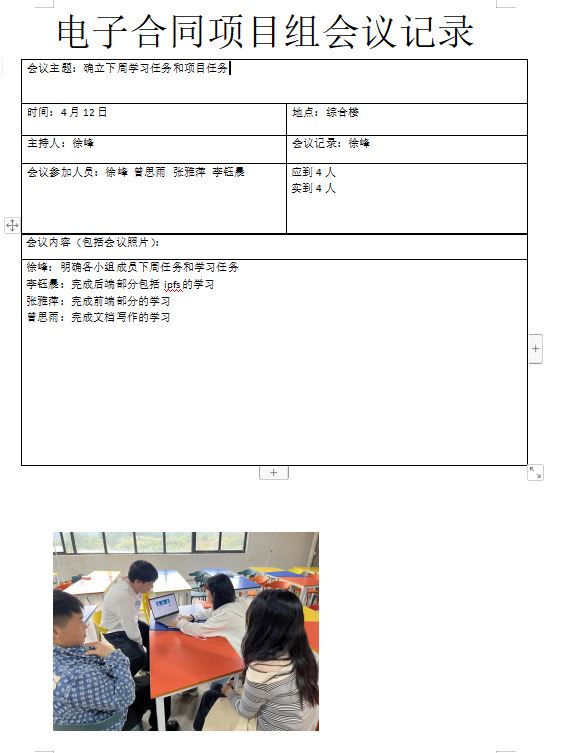 电子合同项目组会议记录
会议主题：确立下周学习任务和项目任务
时间：4月12日
地点：综合楼
主持人：徐峰
会议记录：徐峰
会议参加人员：徐峰 曾思雨 张雅萍 李钰晨
应到4人
实到4人
会议内容（包括会议照片）：
徐峰：明确各小组成员下周任务和学习任务
李钰晨：完成后端部分包括 ipfs 的学习
张雅萍：完成前端部分的学习
曾思雨：完成文档写作的学习